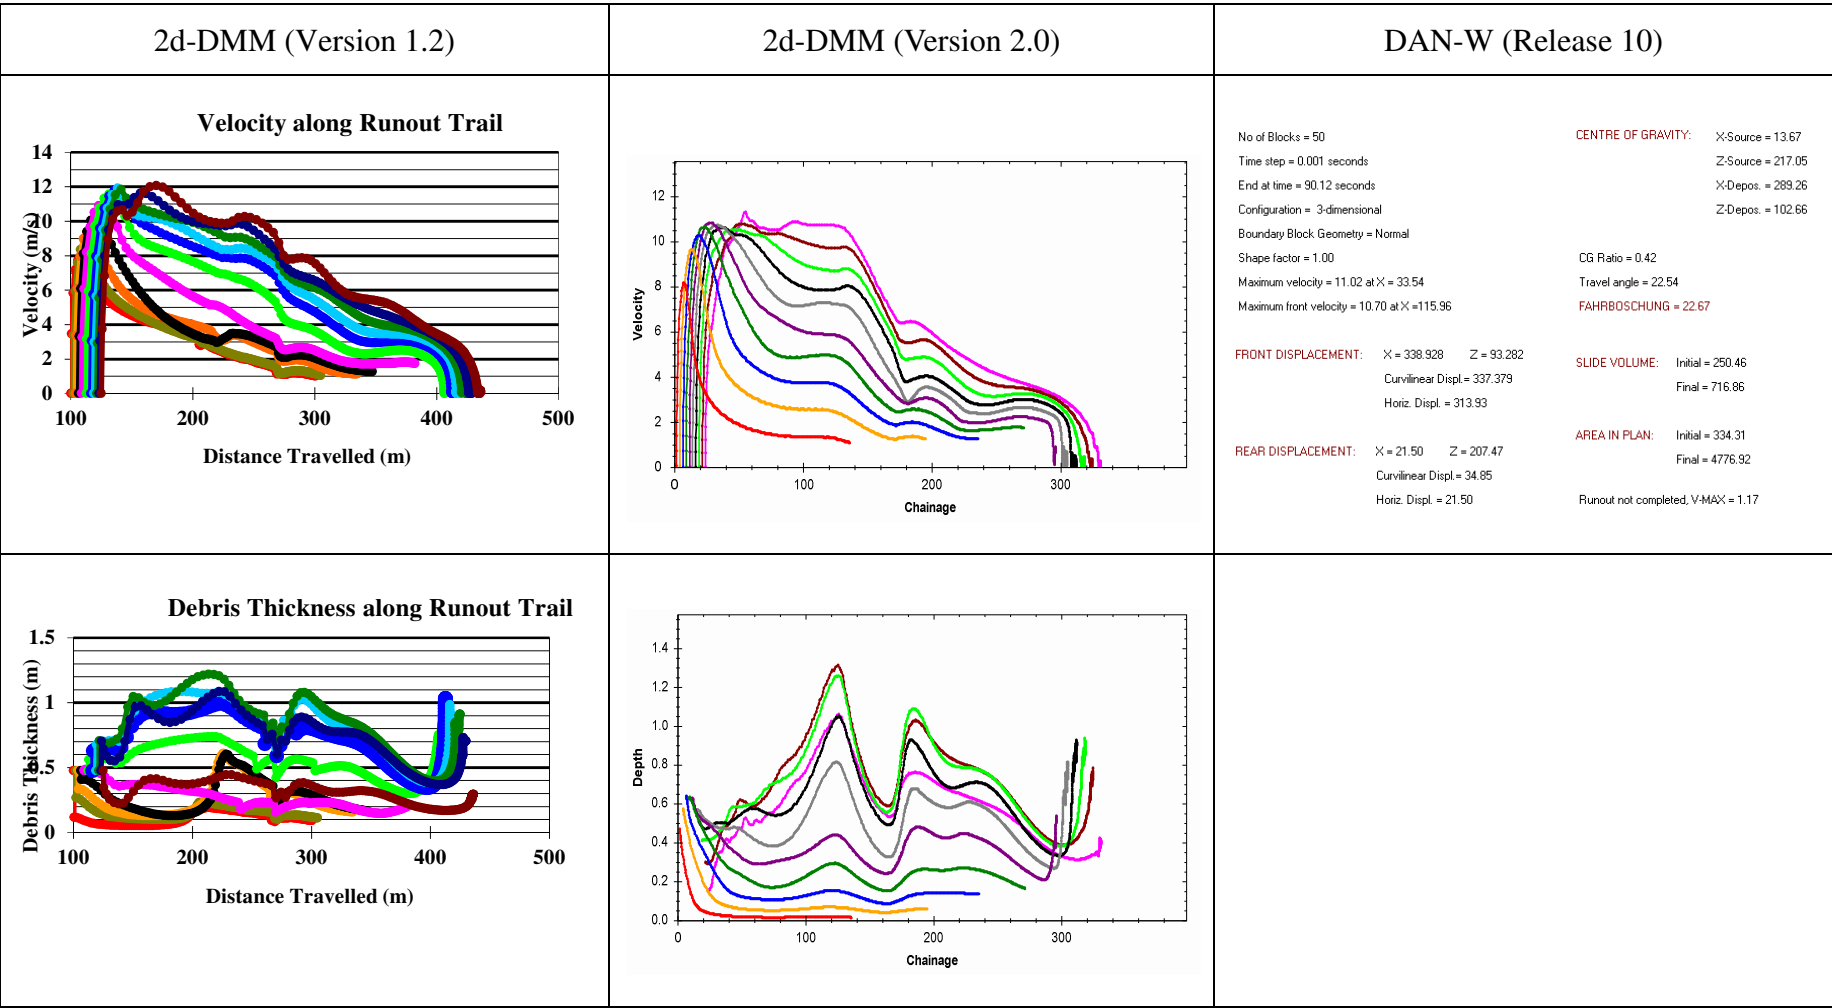 2d-DMM (Version 1.2)
2d-DMM (Version 2.0)
DAN-W (Release 10)
Velocity along Runout Trail
Velocity (m/s)
14
12
10
8
6
4
2
0
100
200
300
400
500
Distance Travelled (m)
Velocity
12
10
8
6
4
2
0
0
100
200
300
Chainage
No of Blocks = 50
Time step = 0.001 seconds
End at time = 90.12 seconds
Configuration = 3-dimensional
Boundary Block Geometry = Normal
Shape factor = 1.00
Maximum velocity = 11.02 at X = 33.54
Maximum front velocity = 10.70 at X =115.96
CENTRE OF GRAVITY: X-Source = 13.67
Z-Source = 217.05
X-Depos. = 289.26
Z-Depos. = 102.66
CG Ratio = 0.42
Travel angle = 22.54
FAHRBOSCHUNG = 22.67
FRONT DISPLACEMENT: X = 338.928 Z = 93.282
Curvilinear Displ.= 337.379
Horiz. Displ. = 313.93
SLIDE VOLUME: Initial = 250.46
Final = 716.86
REAR DISPLACEMENT: X = 21.50 Z = 207.47
Curvilinear Displ.= 34.85
Horiz. Displ. = 21.50
AREA IN PLAN: Initial = 334.31
Final = 4776.92
Runout not completed, V-MAX = 1.17
Debris Thickness along Runout Trail
Debris Thickness (m)
1.5
1
0.5
0
100
200
300
400
500
Distance Travelled (m)
Depth
1.4
1.2
1.0
0.8
0.6
0.4
0.2
0.0
0
100
200
300
Chainage